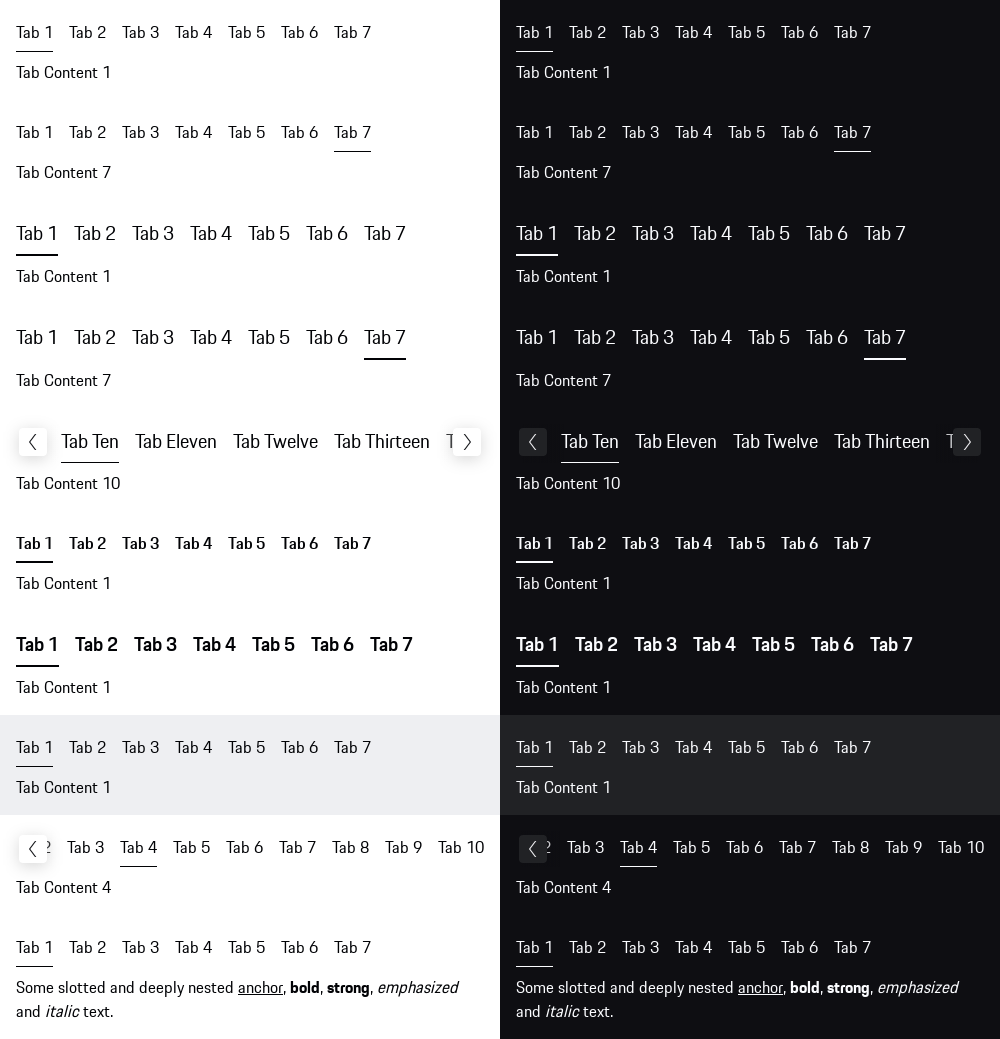 Tab 1 Tab 2 Tab 3 Tab 4 Tab 5 Tab 6 Tab 7
Tab Content 1
Tab 1 Tab 2 Tab 3 Tab 4 Tab 5 Tab 6 Tab 7
Tab Content 7
Tab 1 Tab 2 Tab 3 Tab 4 Tab 5 Tab 6 Tab 7
Tab Content 1
Tab 1 Tab 2 Tab 3 Tab 4 Tab 5 Tab 6 Tab 7
Tab Content 7
Tab Ten Tab Eleven Tab Twelve Tab Thirteen
Tab Content 10
Tab 1 Tab 2 Tab 3 Tab 4 Tab 5 Tab 6 Tab 7
Tab Content 1
Tab 1 Tab 2 Tab 3 Tab 4 Tab 5 Tab 6 Tab 7
Tab Content 1
Tab 1 Tab 2 Tab 3 Tab 4 Tab 5 Tab 6 Tab 7
Tab Content 1
Tab 3 Tab 4 Tab 5 Tab 6 Tab 7 Tab 8 Tab 9 Tab 10
Tab Content 4
Tab 1 Tab 2 Tab 3 Tab 4 Tab 5 Tab 6 Tab 7
Some slotted and deeply nested anchor, bold, strong, emphasized
and italic text.
Tab 1 Tab 2 Tab 3 Tab 4 Tab 5 Tab 6 Tab 7
Tab Content 1
Tab 1 Tab 2 Tab 3 Tab 4 Tab 5 Tab 6 Tab 7
Tab Content 7
Tab 1 Tab 2 Tab 3 Tab 4 Tab 5 Tab 6 Tab 7
Tab Content 1
Tab 1 Tab 2 Tab 3 Tab 4 Tab 5 Tab 6 Tab 7
Tab Content 7
Tab Ten Tab Eleven Tab Twelve Tab Thirteen
Tab Content 10
Tab 1 Tab 2 Tab 3 Tab 4 Tab 5 Tab 6 Tab 7
Tab Content 1
Tab 1 Tab 2 Tab 3 Tab 4 Tab 5 Tab 6 Tab 7
Tab Content 1
Tab 1 Tab 2 Tab 3 Tab 4 Tab 5 Tab 6 Tab 7
Tab Content 1
Tab 3 Tab 4 Tab 5 Tab 6 Tab 7 Tab 8 Tab 9 Tab 10
Tab Content 4
Tab 1 Tab 2 Tab 3 Tab 4 Tab 5 Tab 6 Tab 7
Some slotted and deeply nested anchor, bold, strong, emphasized
and italic text.